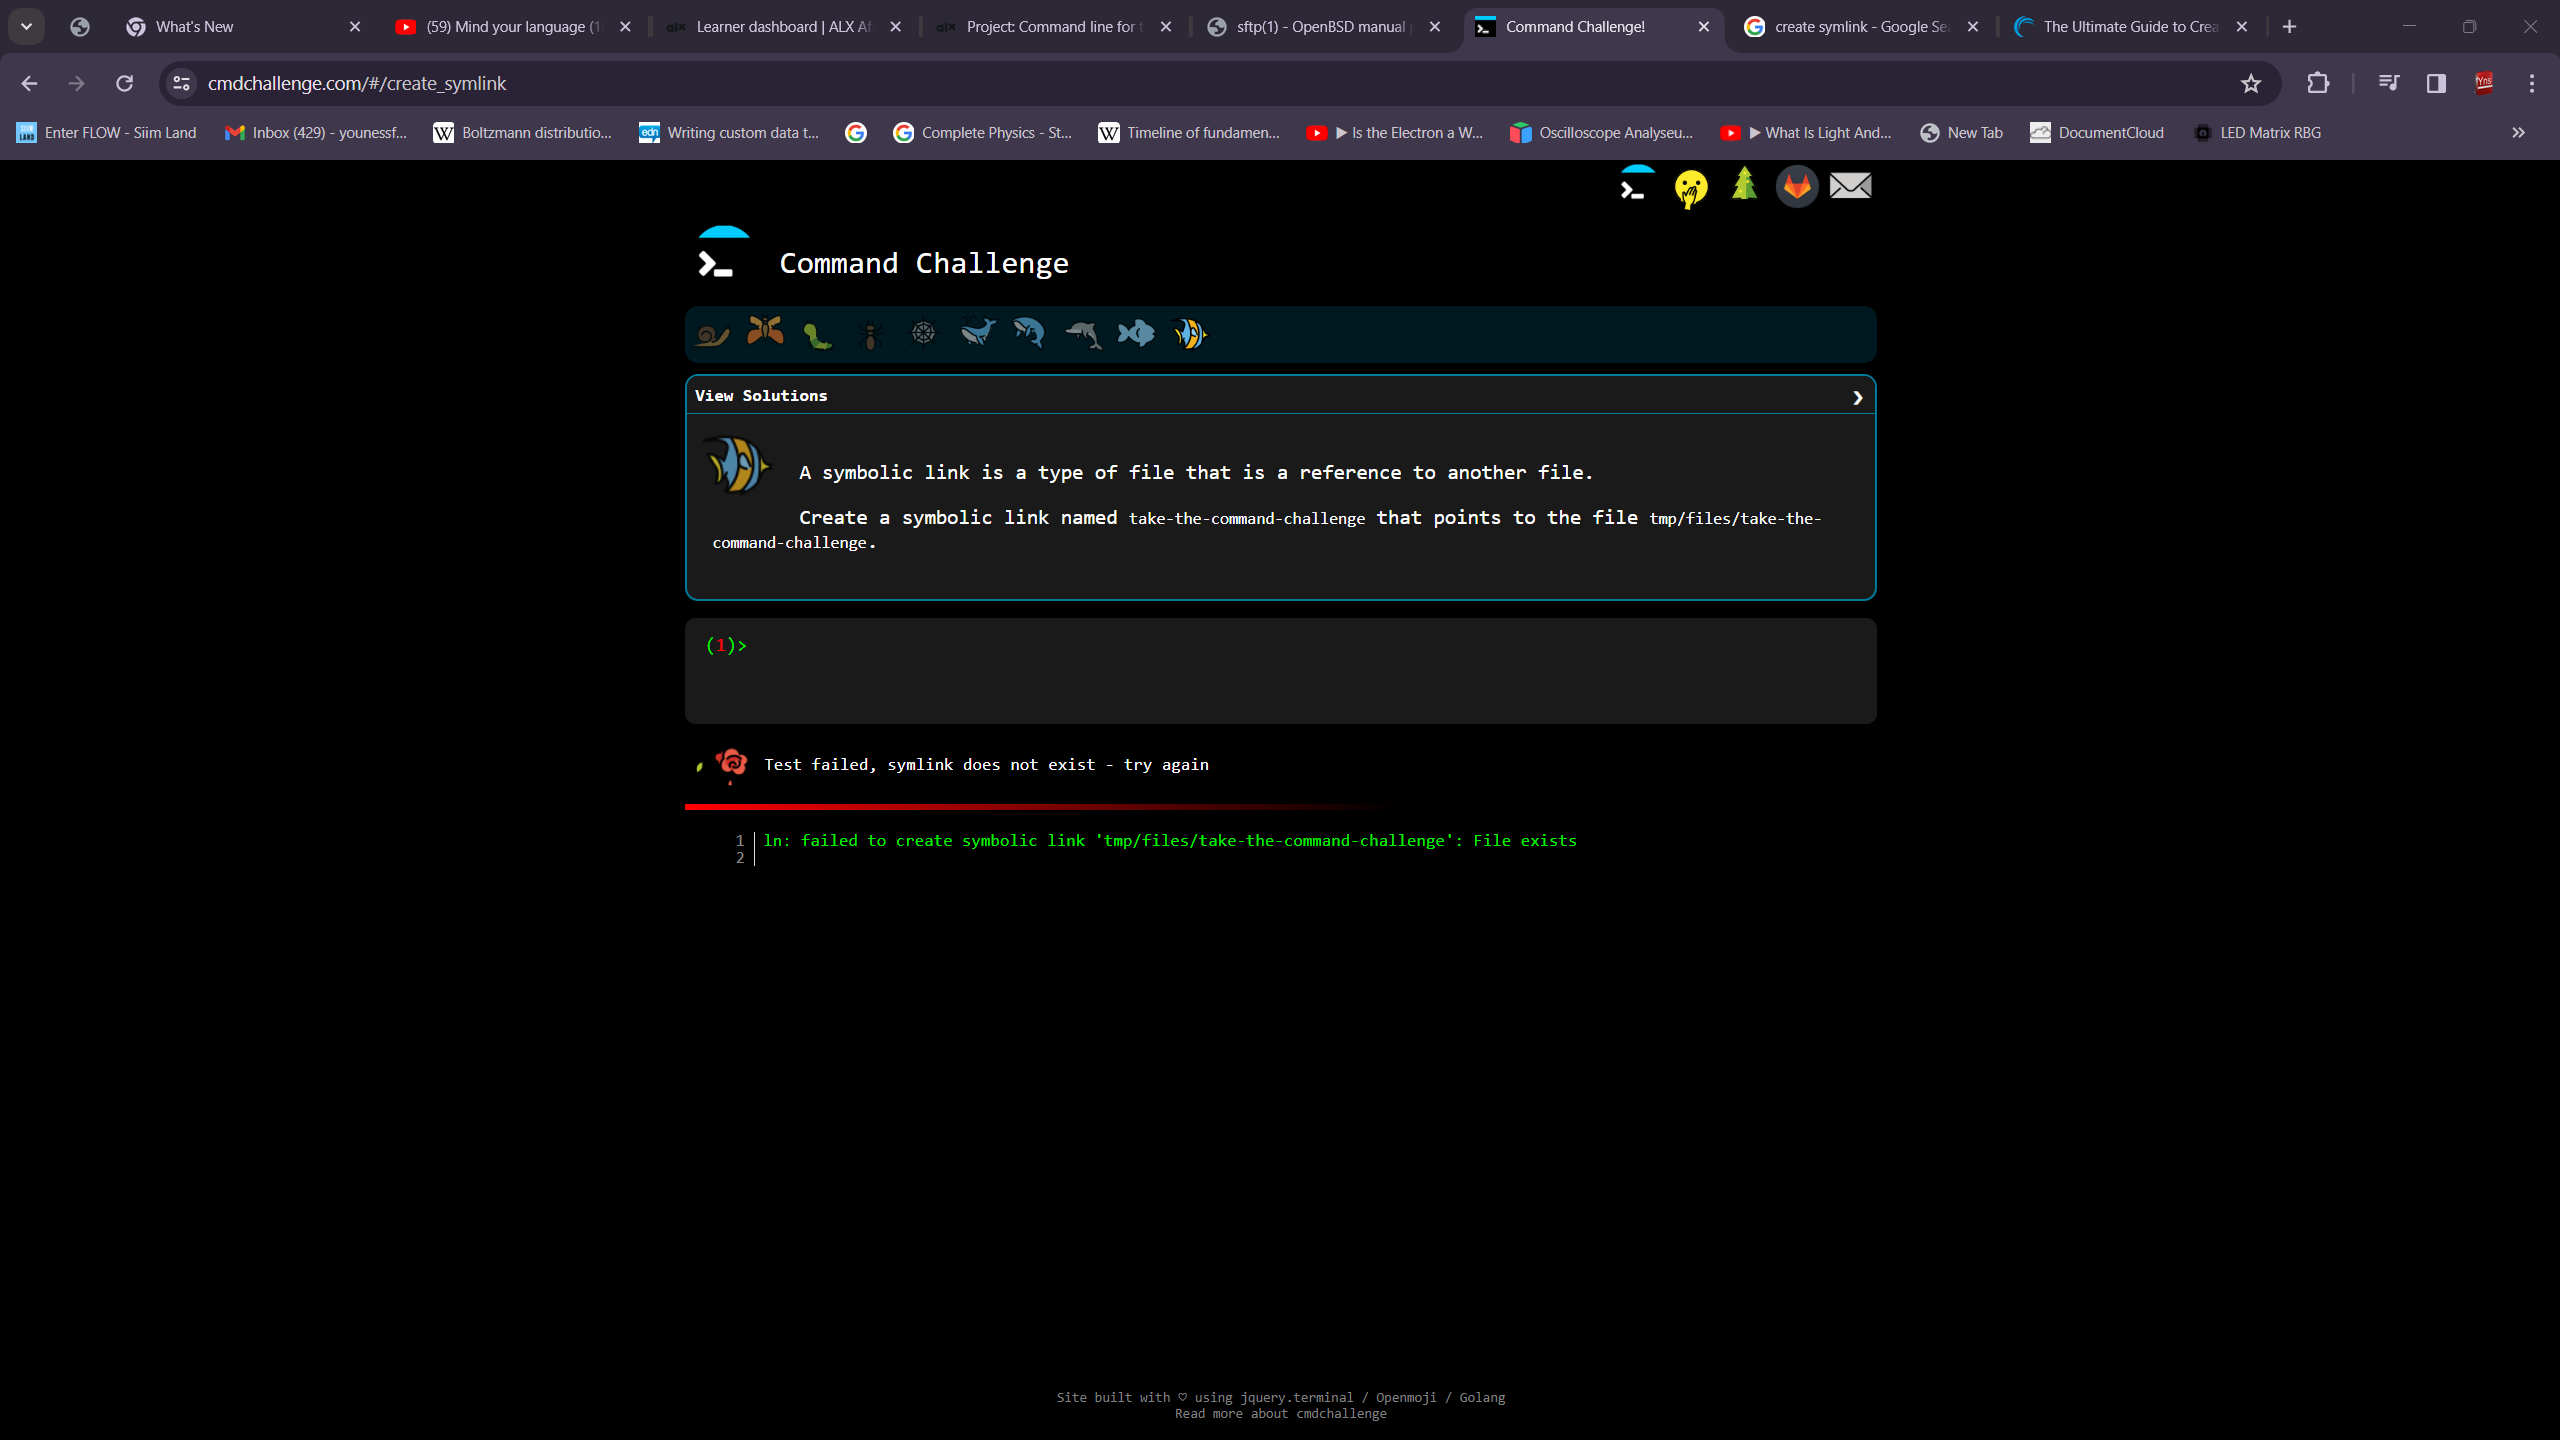 What's New
(59) Mind your language (1
Learner dashboard | ALX Af
Project: Command line for t
sftp(1) - OpenBSD manual
Command Challenge!
create symlink - Google Se
The Ultimate Guide to Crea
cmdchallenge.com/#/create_symlink
Enter FLOW - Siim Land
Inbox (429) - younessf...
Boltzmann distributio...
Writing custom data t...
Complete Physics - St...
Timeline of fundamen...
▶ Is the Electron a W...
Oscilloscope Analyseu...
▶ What Is Light And...
New Tab
DocumentCloud
LED Matrix RBG
Command Challenge
View Solutions
A symbolic link is a type of file that is a reference to another file.
Create a symbolic link named take-the-command-challenge that points to the file tmp/files/take-the-
command-challenge.
(1)>
Test failed, symlink does not exist - try again
1 ln: failed to create symbolic link 'tmp/files/take-the-command-challenge': File exists
2
Site built with ♡ using jquery.terminal / Openmoji / Golang
Read more about cmdchallenge